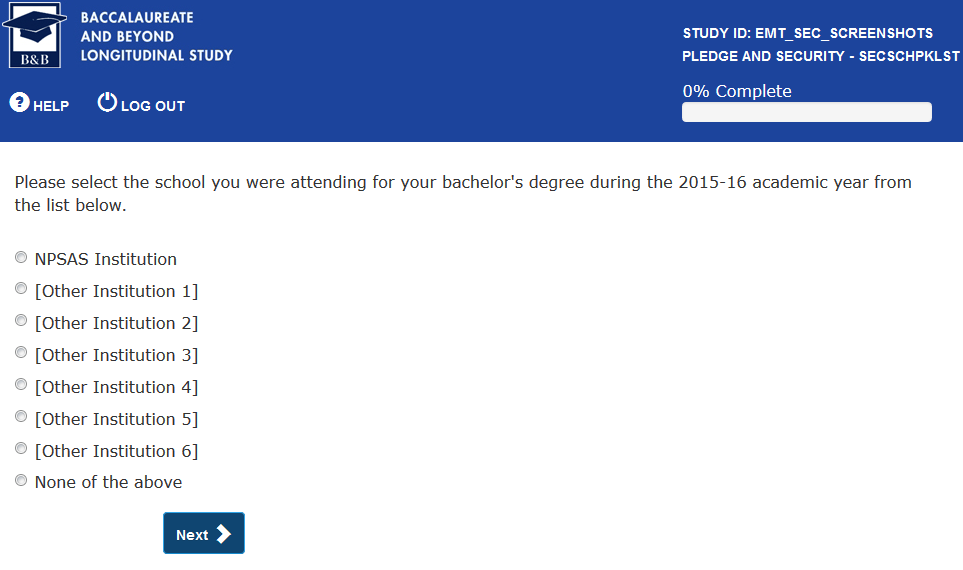 BACCALAUREATE
AND BEYOND
LONGITUDINAL STUDY
B&B
STUDY ID: EMT_SEC_SCREENSHOTS
PLEDGE AND SECURITY - SECSCHPKLST
? HELP
LOG OUT
0% Complete
Please select the school you were attending for your bachelor's degree during the 2015-16 academic year from
the list below.
NPSAS Institution
[Other Institution 1]
[Other Institution 2]
[Other Institution 3]
[Other Institution 4]
[Other Institution 5]
[Other Institution 6]
None of the above
Next